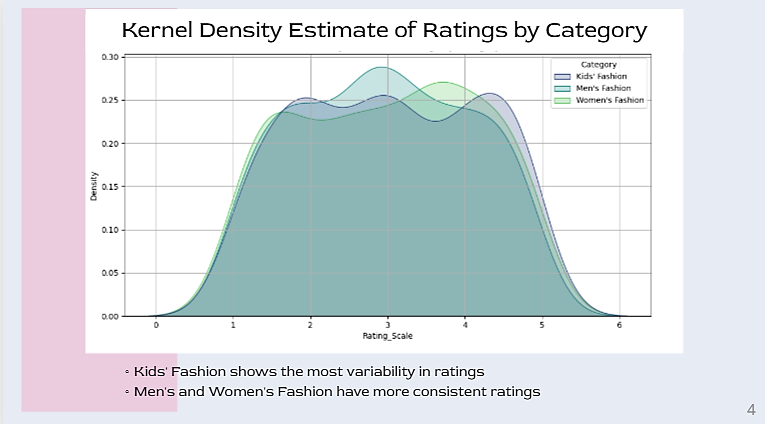 Kernel Density Estimate of Ratings by Category
0.30
0.25
0.20
0.15
0.10
0.05
0.00
Density
Category
Kids' Fashion
Men's Fashion
Women's Fashion
0 1 2 3 4 5 6
Rating_Scale
◦ Kids' Fashion shows the most variability in ratings
◦ Men's and Women's Fashion have more consistent ratings
4